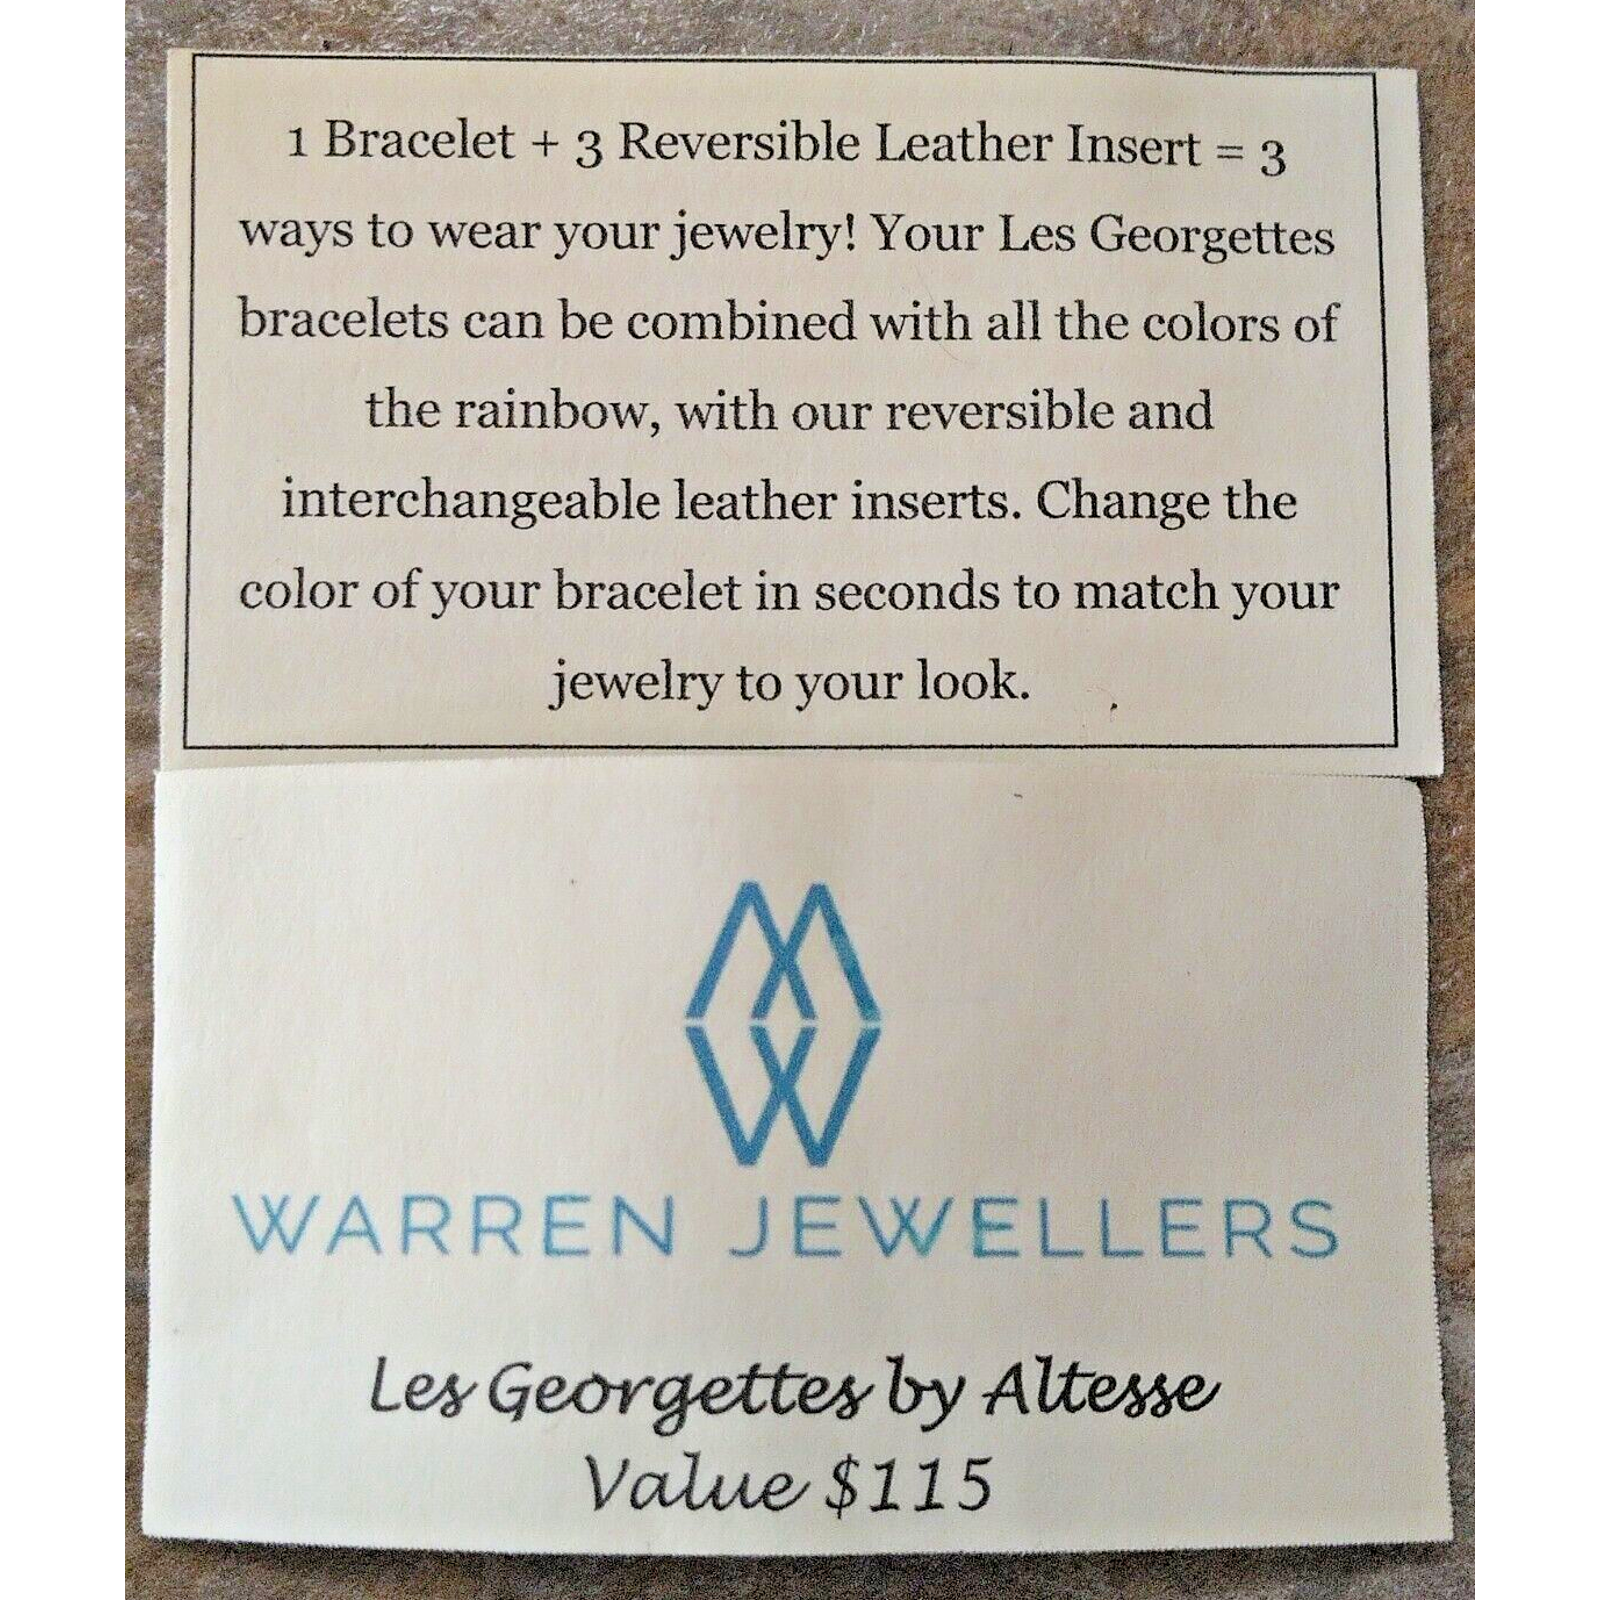 1 Bracelet + 3 Reversible Leather Insert = 3
ways to wear your jewelry! Your Les Georgettes
bracelets can be combined with all the colors of
the rainbow, with our reversible and
interchangeable leather inserts. Change the
color of your bracelet in seconds to match your
jewelry to your look.
WARREN JEWELLERS
Les Georgettes by Altesse
Value $115